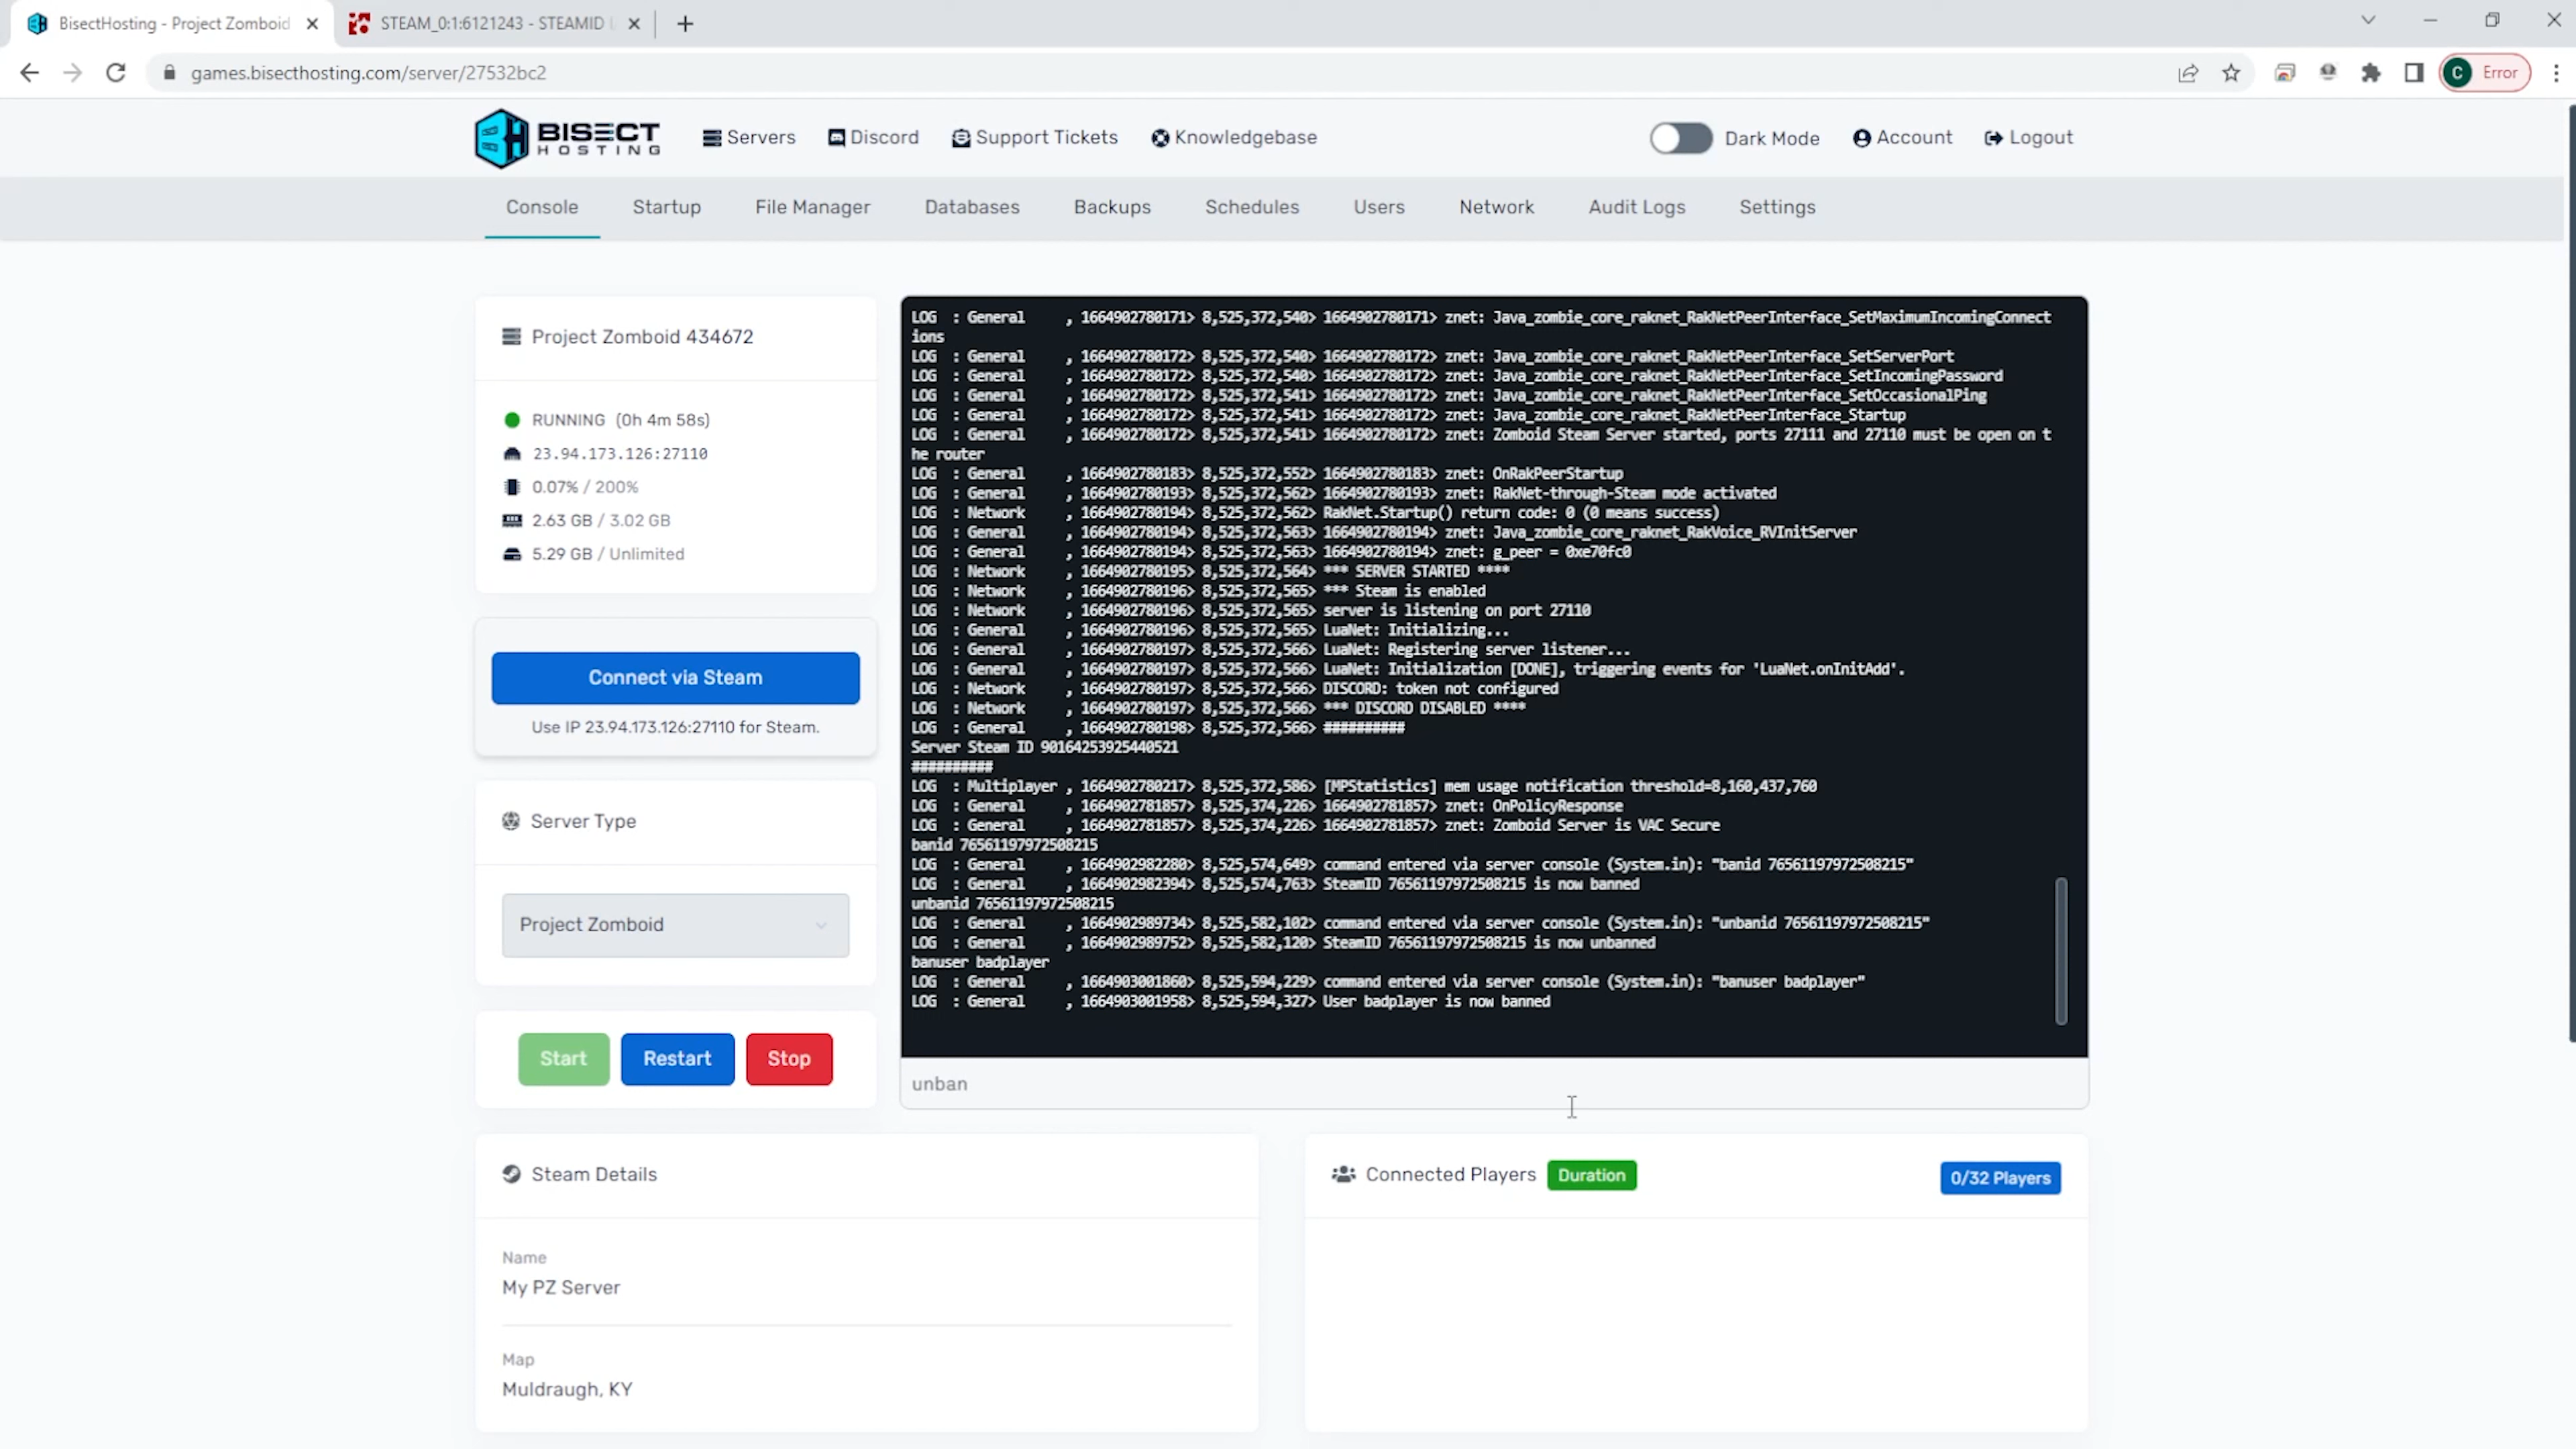 BisectHosting - Project Zomboid
STEAM_0:1:6121243 - STEAMID L
games.bisecthosting.com/server/27532bc2
C Error
BISECT HOSTING
Servers
Discord
Support Tickets
Knowledgebase
Dark Mode
Account
Logout
Console
Startup
File Manager
Databases
Backups
Schedules
Users
Network
Audit Logs
Settings
Project Zomboid 434672
RUNNING (0h 4m 58s)
23.94.173.126:27110
0.07% / 200%
2.63 GB / 3.02 GB
5.29 GB / Unlimited
Connect via Steam
Use IP 23.94.173.126:27110 for Steam.
Server Type
Project Zomboid
Start
Restart
Stop
LOG : General , 1664902780171> 8,525,372,540> 1664902780171> znet: Java_zombie_core_raknet_RakNetPeerInterface_SetMaximumIncomingConnect
ions
LOG : General , 1664902780172> 8,525,372,540> 1664902780172> znet: Java_zombie_core_raknet_RakNetPeerInterface_SetServerPort
LOG : General , 1664902780172> 8,525,372,540> 1664902780172> znet: Java_zombie_core_raknet_RakNetPeerInterface_SetIncomingPassword
LOG : General , 1664902780172> 8,525,372,541> 1664902780172> znet: Java_zombie_core_raknet_RakNetPeerInterface_SetOccasionalPing
LOG : General , 1664902780172> 8,525,372,541> 1664902780172> znet: Java_zombie_core_raknet_RakNetPeerInterface_Startup
LOG : General , 1664902780172> 8,525,372,541> 1664902780172> znet: Zomboid Steam Server started, ports 27111 and 27110 must be open on t
he router
LOG : General , 1664902780183> 8,525,372,552> 1664902780183> znet: OnRakPeerStartup
LOG : General , 1664902780193> 8,525,372,562> 1664902780193> znet: RakNet-through-Steam mode activated
LOG : Network , 1664902780194> 8,525,372,562> RakNet.Startup() return code: 0 (0 means success)
LOG : General , 1664902780194> 8,525,372,563> 1664902780194> znet: Java_zombie_core_raknet_RakVoice_RVInitServer
LOG : General , 1664902780194> 8,525,372,563> 1664902780194> znet: g_peer = 0xe70fc0
LOG : Network , 1664902780195> 8,525,372,564> *** SERVER STARTED ****
LOG : Network , 1664902780196> 8,525,372,565> *** Steam is enabled
LOG : Network , 1664902780196> 8,525,372,565> server is listening on port 27110
LOG : General , 1664902780196> 8,525,372,565> LuaNet: Initializing...
LOG : General , 1664902780197> 8,525,372,566> LuaNet: Registering server listener...
LOG : General , 1664902780197> 8,525,372,566> LuaNet: Initialization [DONE], triggering events for 'LuaNet.onInitAdd'.
LOG : Network , 1664902780197> 8,525,372,566> DISCORD: token not configured
LOG : Network , 1664902780197> 8,525,372,566> *** DISCORD DISABLED ****
LOG : General , 1664902780198> 8,525,372,566> ##########
Server Steam ID 90164253925440521
##########
LOG : Multiplayer , 1664902780217> 8,525,372,586> [MPStatistics] mem usage notification threshold=8,160,437,760
LOG : General , 1664902781857> 8,525,374,226> 1664902781857> znet: OnPolicyResponse
LOG : General , 1664902781857> 8,525,374,226> 1664902781857> znet: Zomboid Server is VAC Secure
banid 76561197972508215
LOG : General , 1664902982280> 8,525,574,649> command entered via server console (System.in): "banid 76561197972508215"
LOG : General , 1664902982394> 8,525,574,763> SteamID 76561197972508215 is now banned
unbanid 76561197972508215
LOG : General , 1664902989734> 8,525,582,102> command entered via server console (System.in): "unbanid 76561197972508215"
LOG : General , 1664902989752> 8,525,582,120> SteamID 76561197972508215 is now unbanned
banuser badplayer
LOG : General , 1664903001860> 8,525,594,229> command entered via server console (System.in): "banuser badplayer"
LOG : General , 1664903001958> 8,525,594,327> User badplayer is now banned
unban
Steam Details
Name
My PZ Server
Map
Muldraugh, KY
Connected Players
Duration
0/32 Players